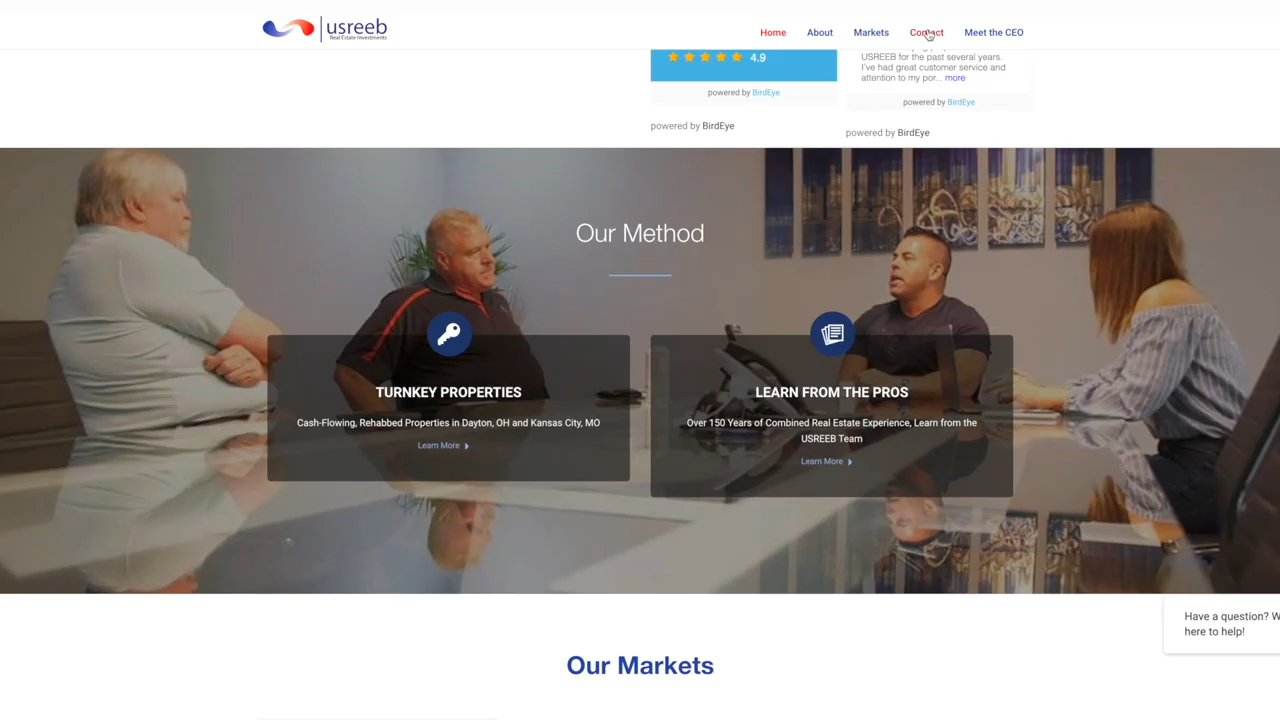 usreeb
Real Estate Investments
Home About Markets Contact Meet the CEO
4.9
powered by BirdEye
powered by BirdEye
USREEB for the past several years.
I've had great customer service and
attention to my por... more
powered by BirdEye
powered by BirdEye
Our Method
TURNKEY PROPERTIES
Cash-Flowing, Rehabbed Properties in Dayton, OH and Kansas City, MO
Learn More
LEARN FROM THE PROS
Over 150 Years of Combined Real Estate Experience, Learn from the
USREEB Team
Learn More
Have a question? W
here to help!
Our Markets